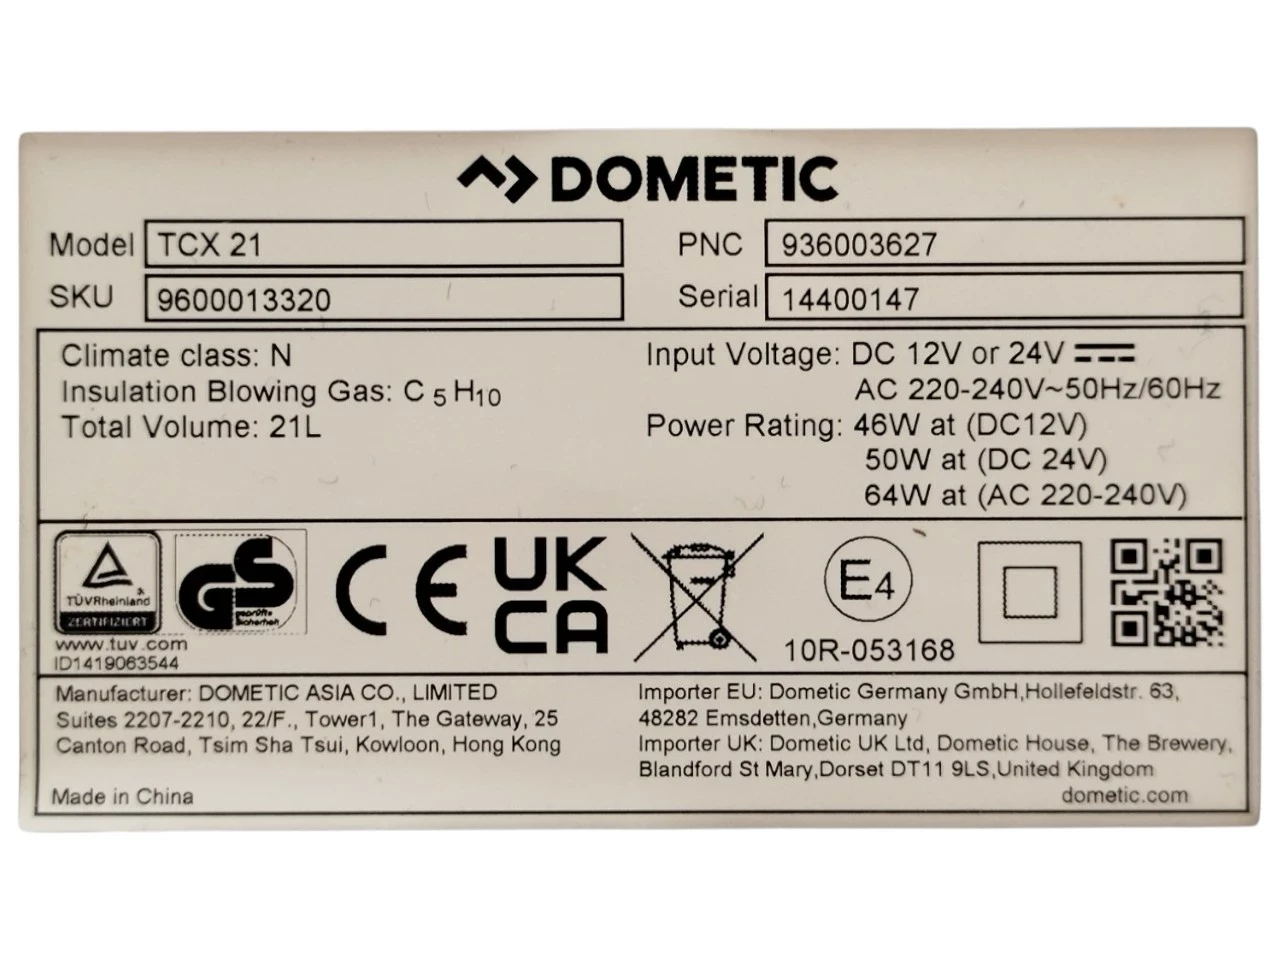 DOMETIC
Model TCX 21
PNC 936003627
SKU 9600013320
Serial 14400147
Climate class: N
Insulation Blowing Gas: C 5 H10
Total Volume: 21L
Input Voltage: DC 12V or 24V
AC 220-240V~50Hz/60Hz
Power Rating: 46W at (DC12V)
50W at (DC 24V)
64W at (AC 220-240V)
TÜVRheinland
ZERTIFIZIERT
www.tuv.com
ID1419063544
GS
geprüfte
Sicherheit
CE
UK
CA
E4
10R-053168
Manufacturer: DOMETIC ASIA CO., LIMITED
Suites 2207-2210, 22/F., Tower1, The Gateway, 25
Canton Road, Tsim Sha Tsui, Kowloon, Hong Kong
Made in China
Importer EU: Dometic Germany GmbH,Hollefeldstr. 63,
48282 Emsdetten,Germany
Importer UK: Dometic UK Ltd, Dometic House, The Brewery,
Blandford St Mary,Dorset DT11 9LS,United Kingdom
dometic.com